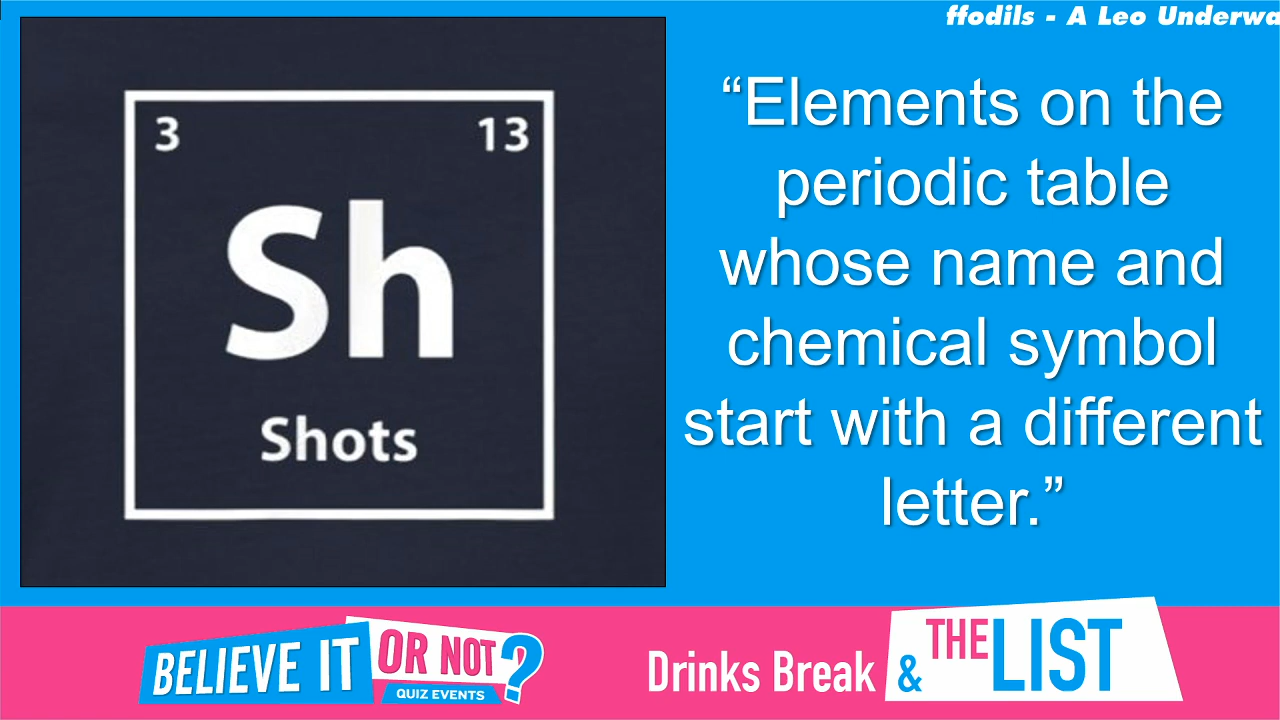 ffodils - A Leo Underwa
3 13
Sh
Shots
“Elements on the
periodic table
whose name and
chemical symbol
start with a different
letter.”
BELIEVE IT OR NOT?
QUIZ EVENTS
Drinks Break & THE LIST